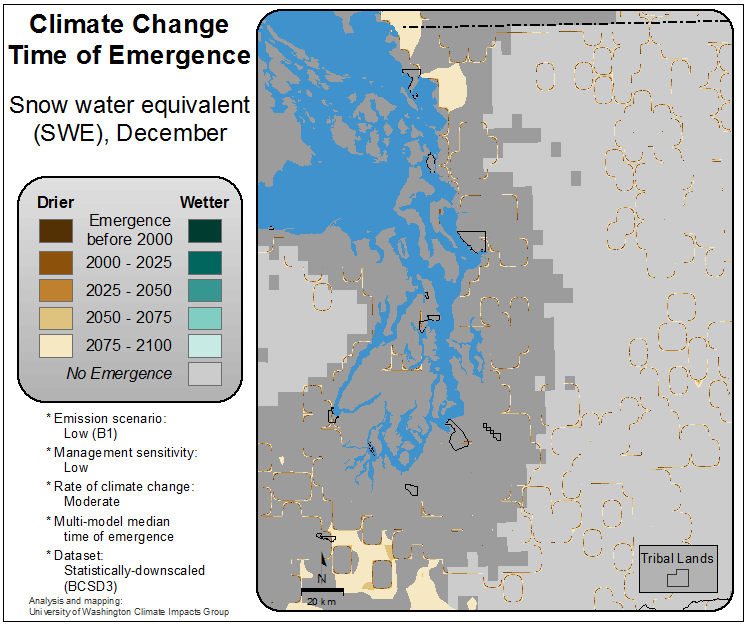 Climate Change
Time of Emergence
Snow water equivalent
(SWE), December
Drier
Wetter
Emergence
before 2000
2000 - 2025
2025 - 2050
2050 - 2075
2075 - 2100
No Emergence
* Emission scenario:
Low (B1)
* Management sensitivity:
Low
* Rate of climate change:
Moderate
* Multi-model median
time of emergence
* Dataset:
Statistically-downscaled
(BCSD3)
Analysis and mapping:
University of Washington Climate Impacts Group
N
20 km
Tribal Lands